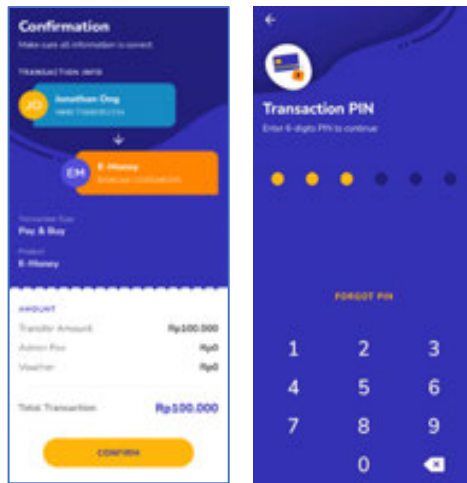 Confirmation
Make sure all information is correct
TRANSACTION INFO
JO
Jonathan Ong
EM
E-Money
Transaction Type
Pay & Buy
Product
E-Money
AMOUNT
Transfer Amount Rp100.000
Admin Fee Rp0
Voucher Rp0
Total Transaction Rp100.000
CONFIRM
Transaction PIN
Enter 6-digits PIN to continue
FORGOT PIN
1 2 3
4 5 6
7 8 9
0